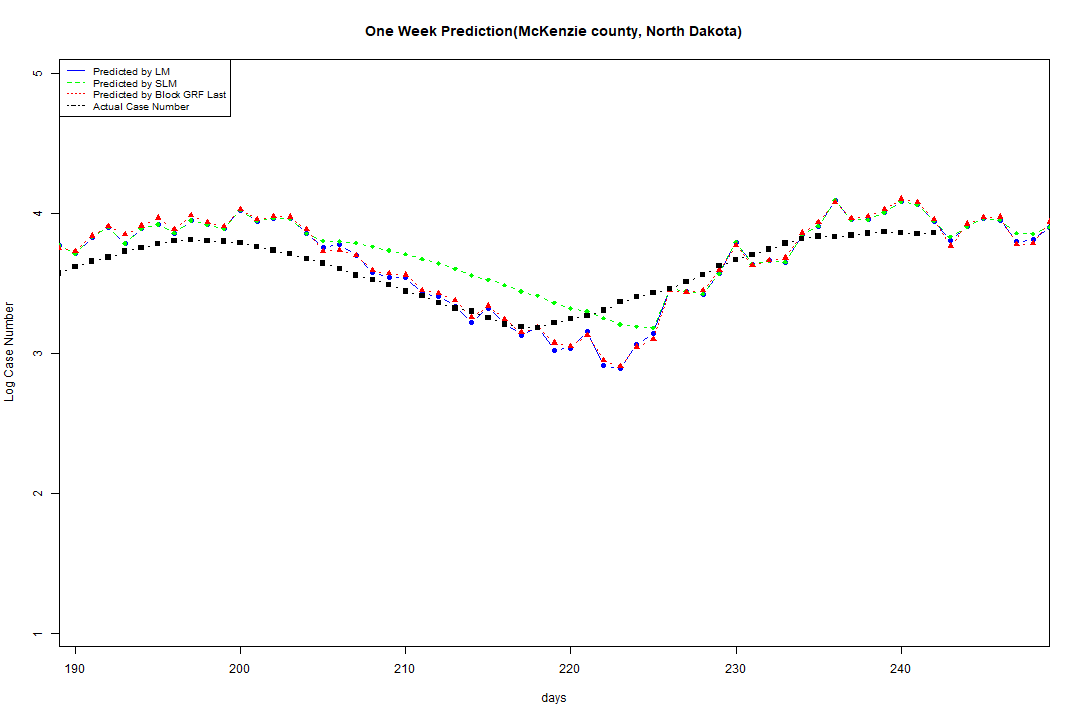 One Week Prediction(McKenzie county, North Dakota)
5
Predicted by LM
Predicted by SLM
Predicted by Block GRF Last
Actual Case Number
4
3
2
1
Log Case Number
190 200 210 220 230 240
days